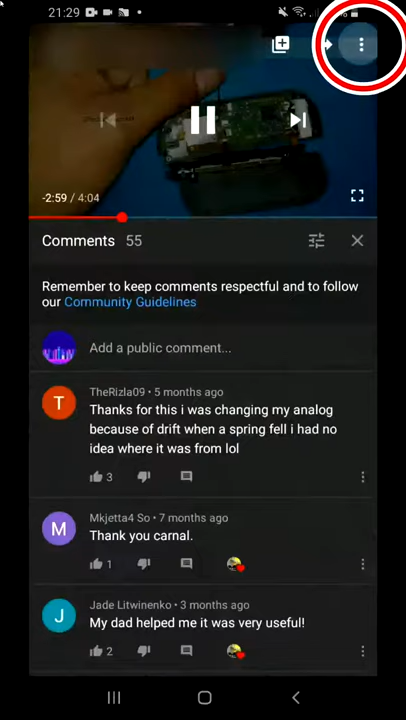 21:29
-2:59 / 4:04
Comments 55
Remember to keep comments respectful and to follow
our Community Guidelines
Add a public comment...
T
TheRizla09 • 5 months ago
Thanks for this i was changing my analog
because of drift when a spring fell i had no
idea where it was from lol
3
M
Mkjetta4 So • 7 months ago
Thank you carnal.
1
J
Jade Litwinenko • 3 months ago
My dad helped me it was very useful!
2